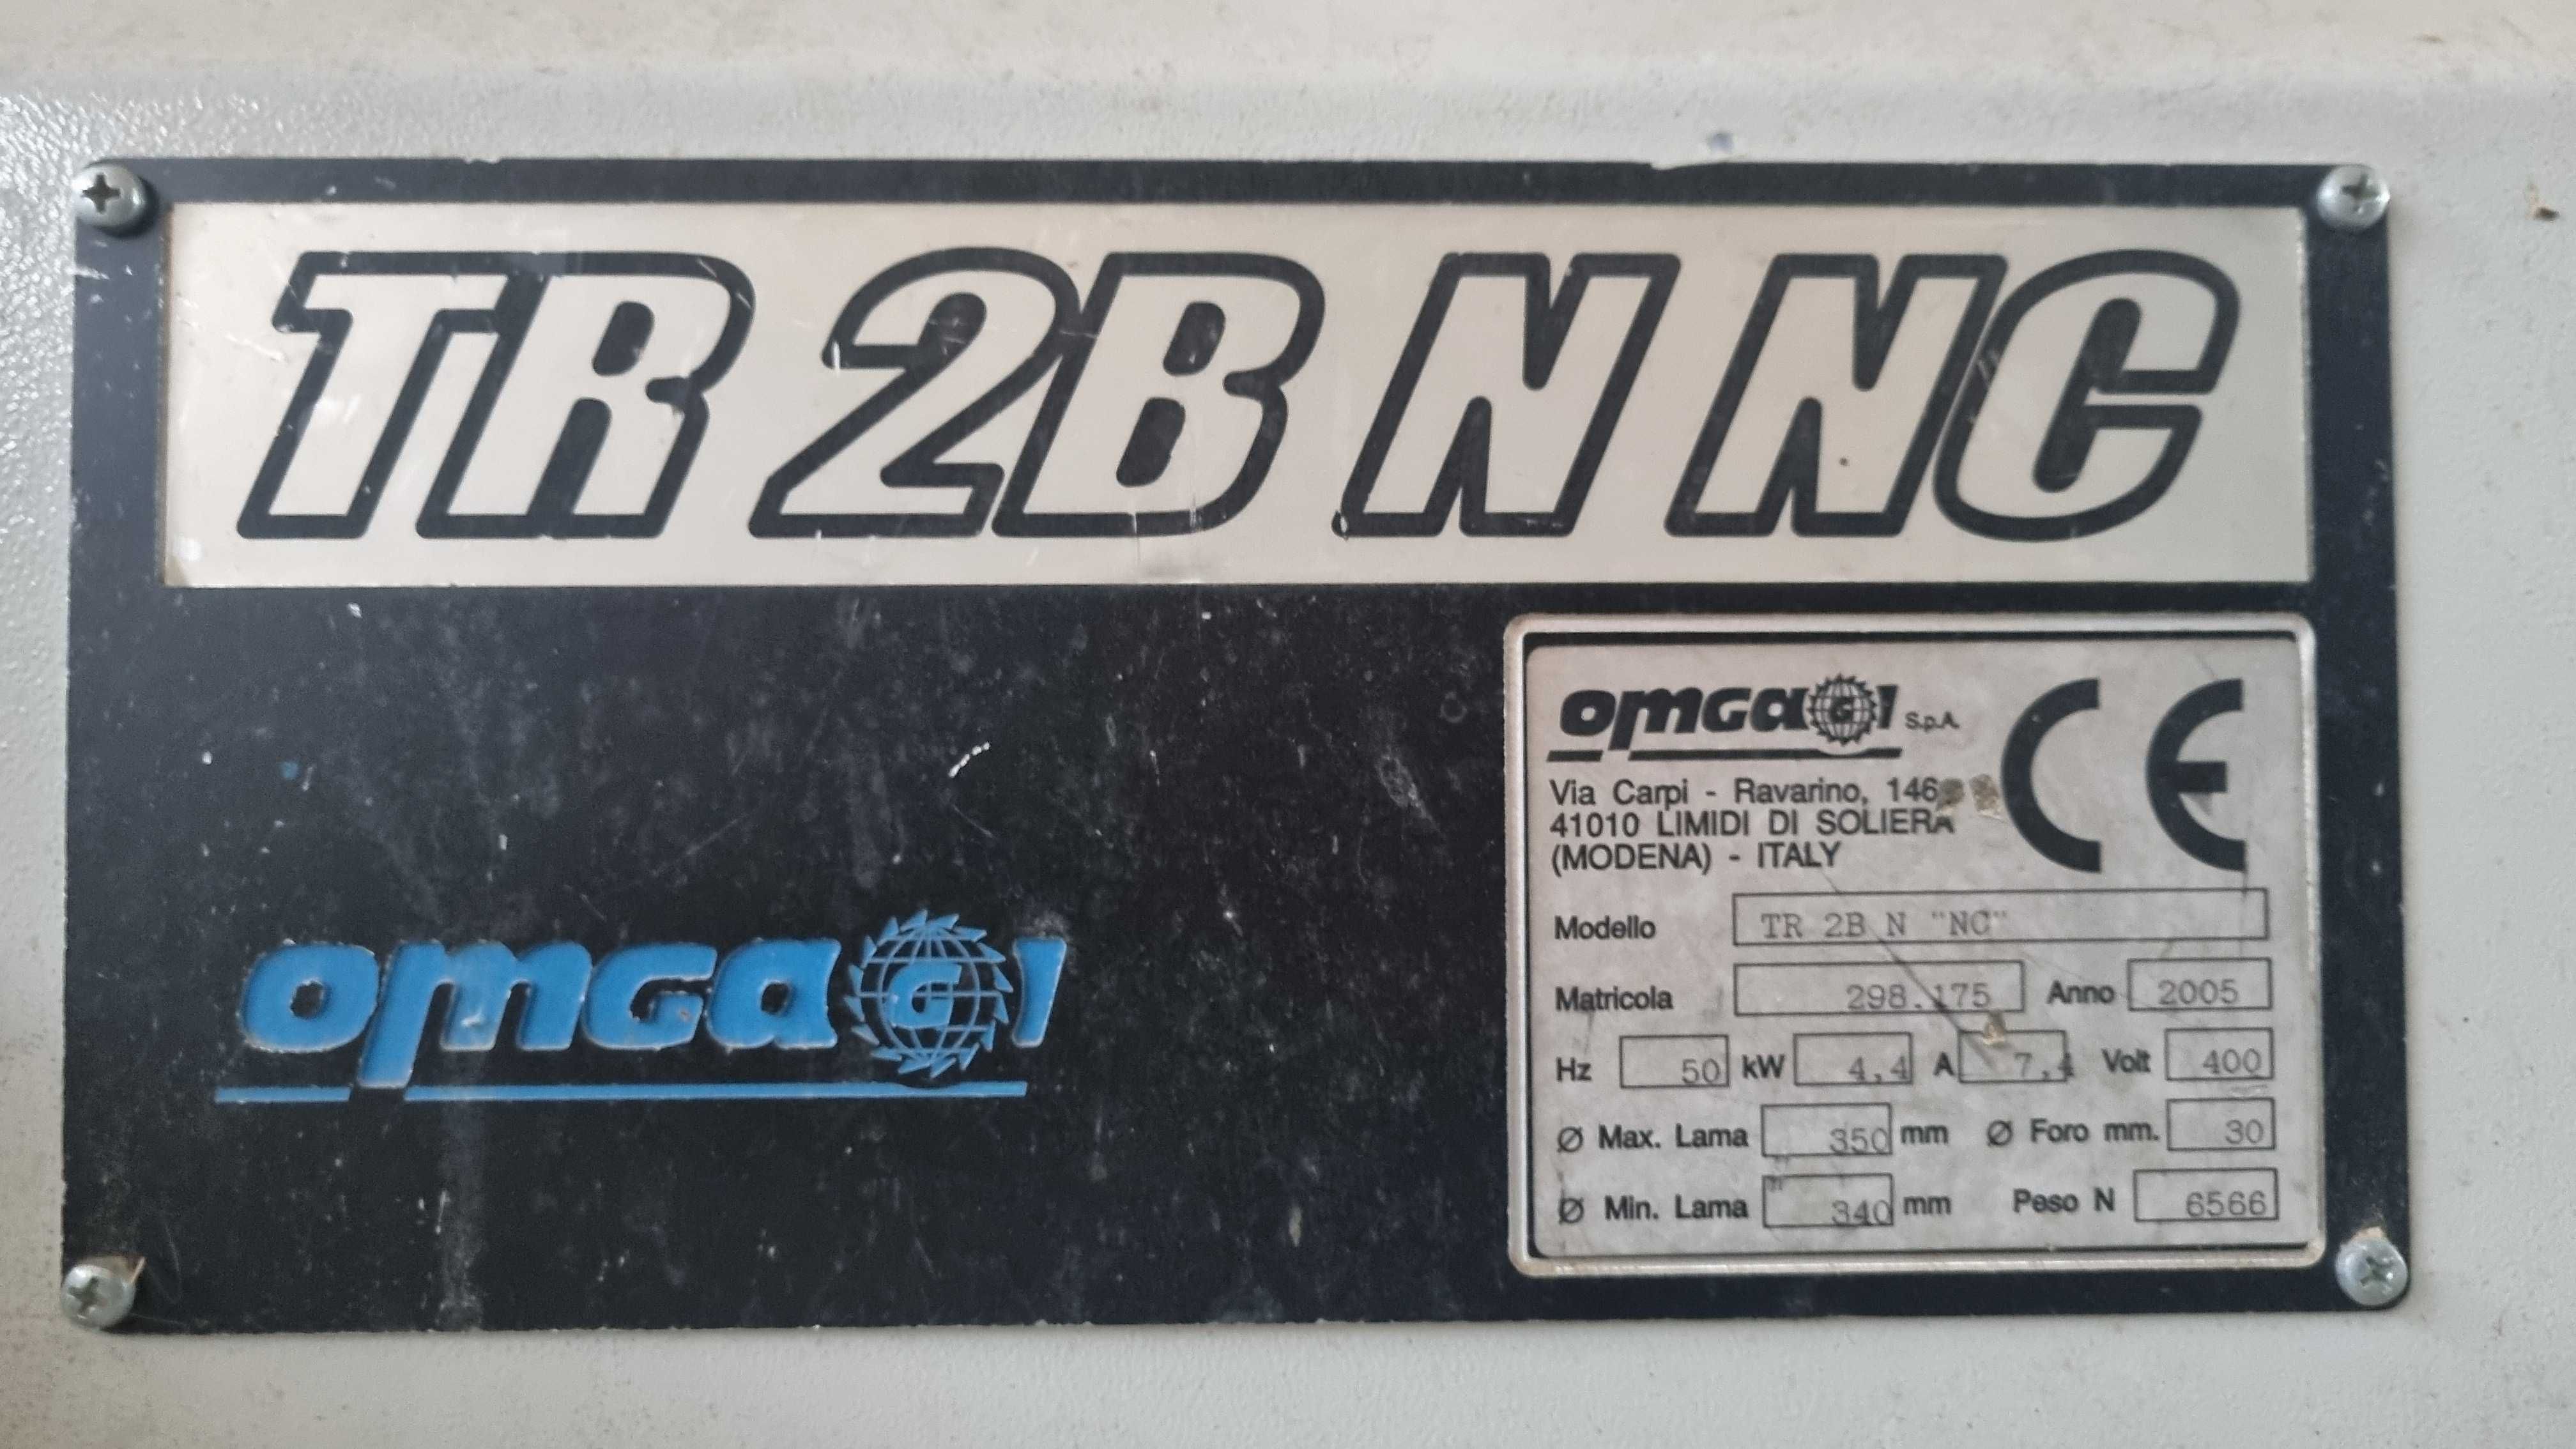 TR 2B N NC
OMGA
OMGA S.p.A.
Via Carpi - Ravarino, 146
41010 LIMIDI DI SOLIERA
(MODENA) - ITALY
CE
Modello TR 2B N "NC"
Matricola 298.175 Anno 2005
Hz 50 kW 4,4 A 7,4 Volt 400
Ø Max. Lama 350 mm Ø Foro mm. 30
Ø Min. Lama 340 mm Peso N 6566